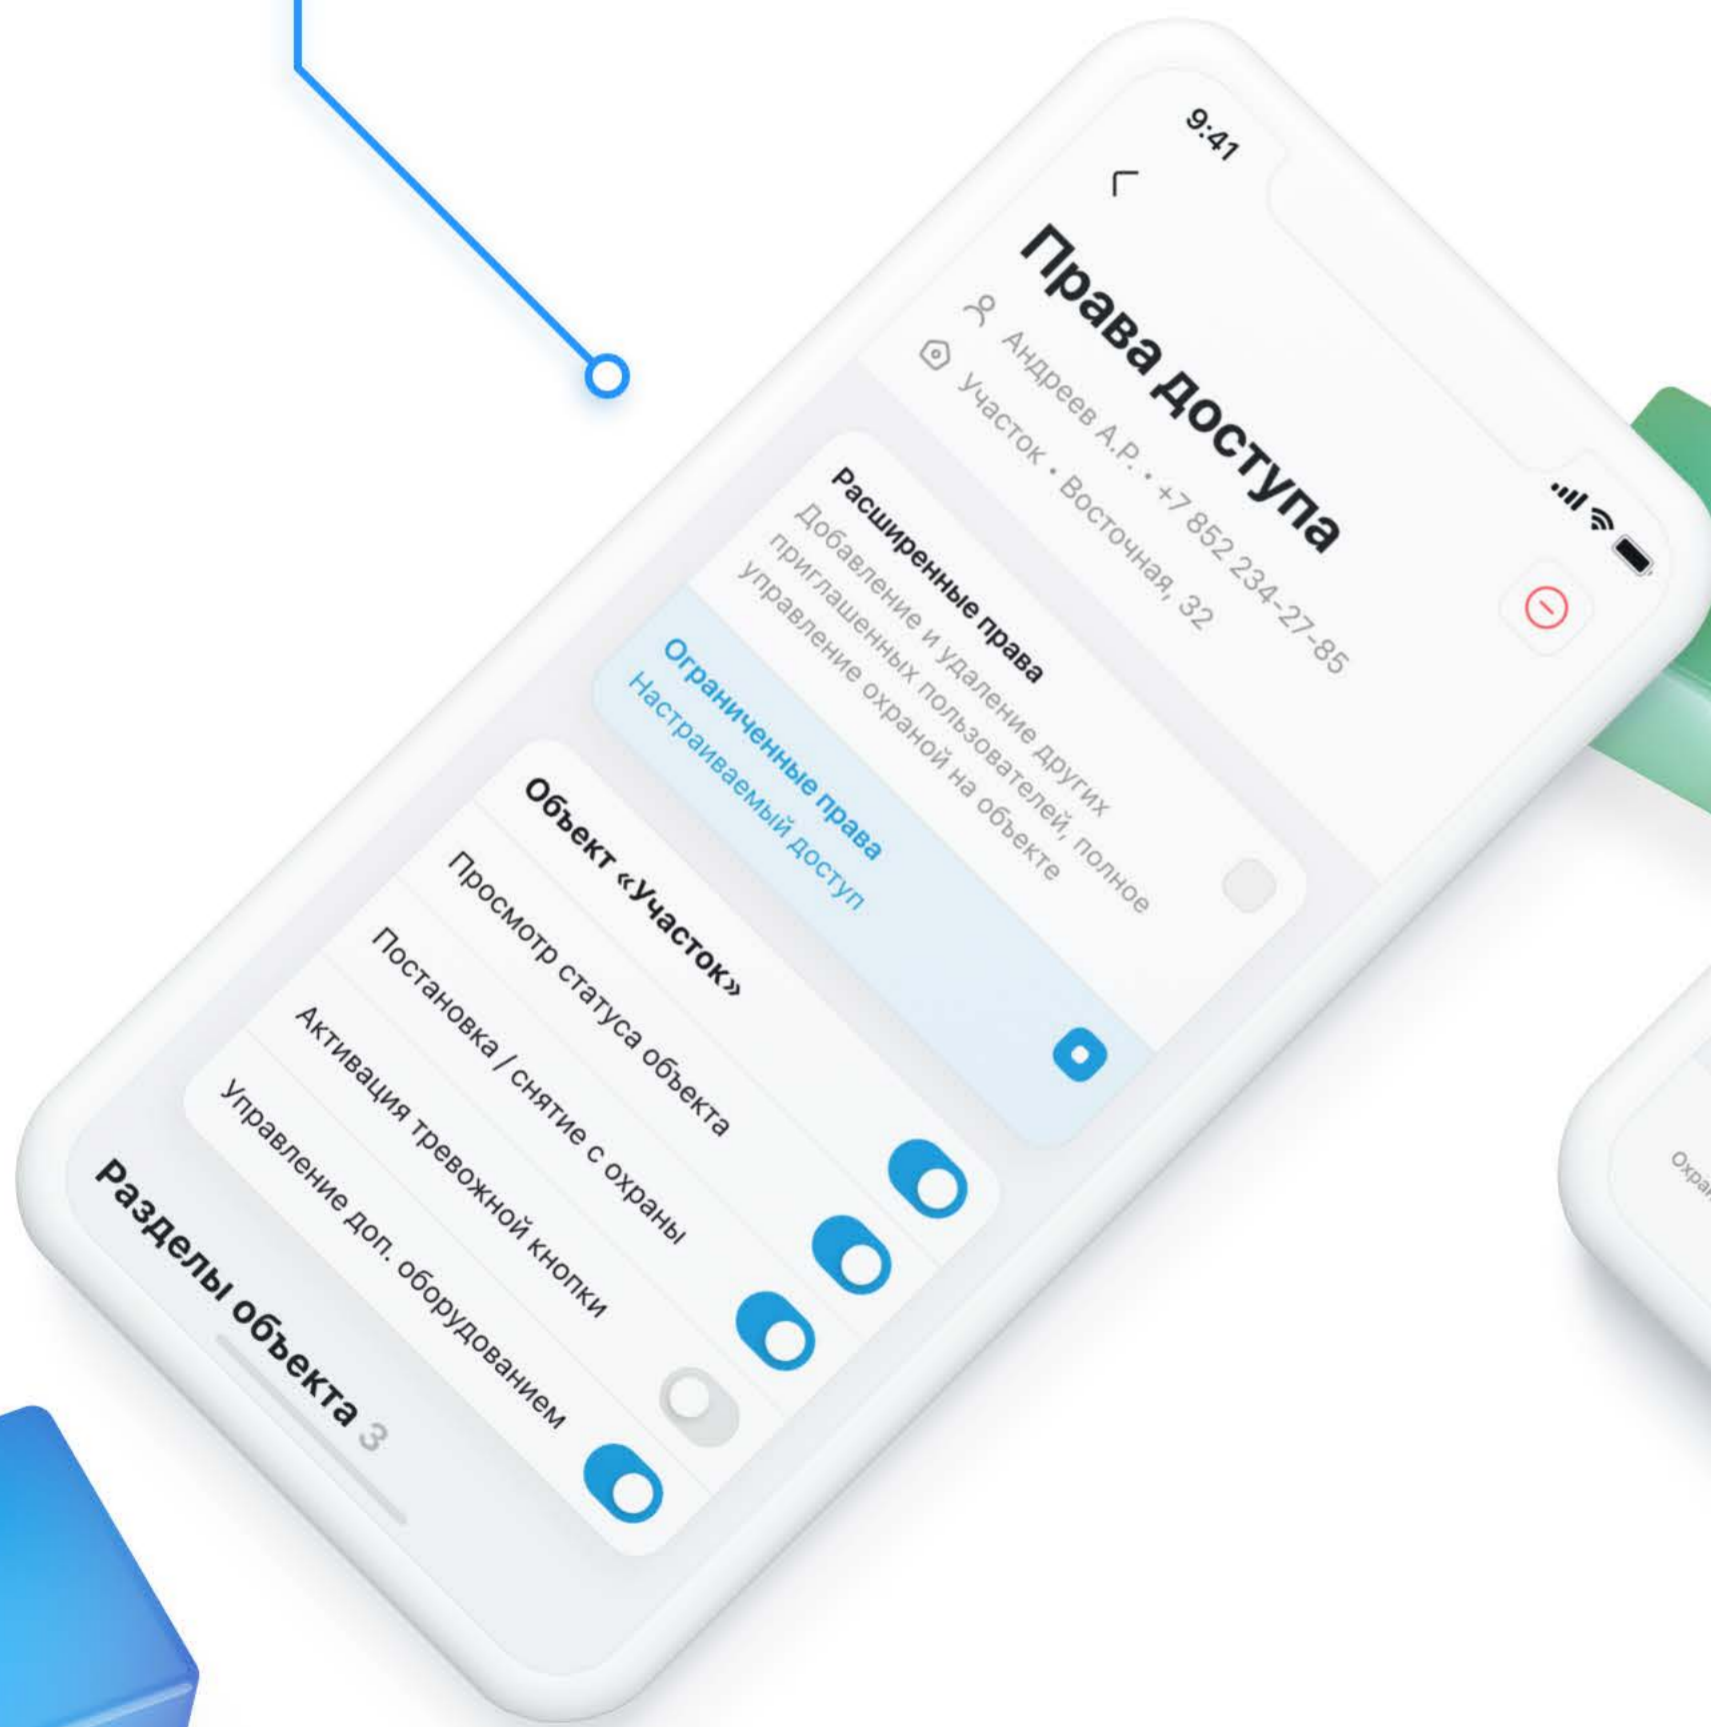 9:41
Права доступа
Андреев А.Р. • +7 852 234-27-85
Участок • Восточная, 32
Расширенные права
Добавление и удаление других
приглашенных пользователей, полное
управление охраной на объекте
Ограниченные права
Настраиваемый доступ
Объект «Участок»
Просмотр статуса объекта
Постановка / снятие с охраны
Активация тревожной кнопки
Управление доп. оборудованием
Разделы объекта 3